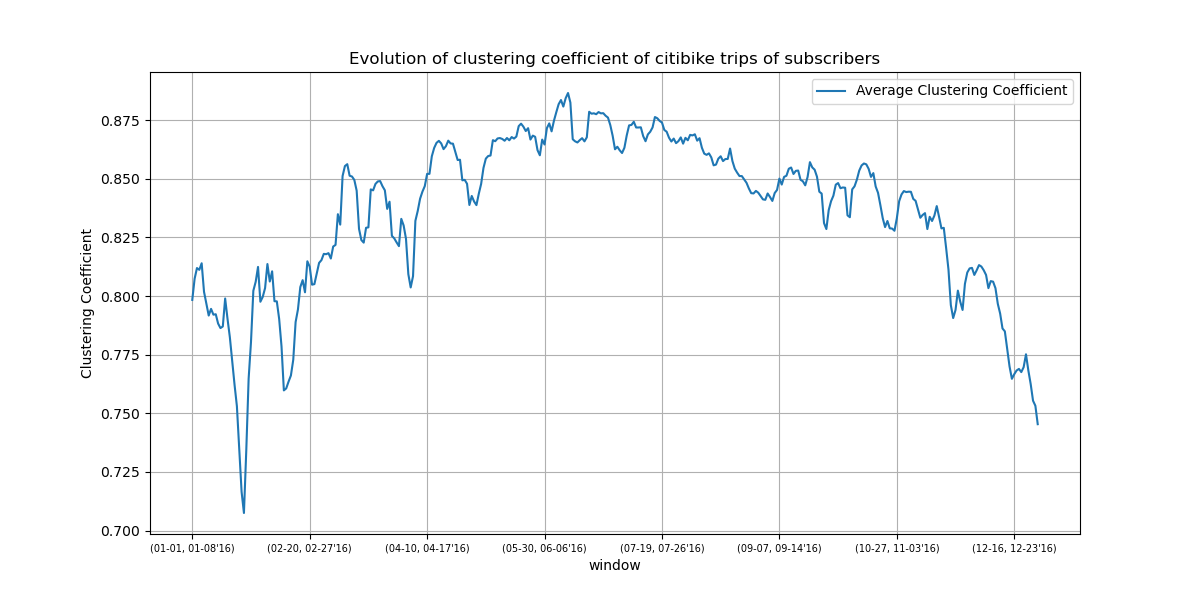 Evolution of clustering coefficient of citibike trips of subscribers
Average Clustering Coefficient
Clustering Coefficient
0.875
0.850
0.825
0.800
0.775
0.750
0.725
0.700
(01-01, 01-08'16) (02-20, 02-27'16) (04-10, 04-17'16) (05-30, 06-06'16) (07-19, 07-26'16) (09-07, 09-14'16) (10-27, 11-03'16) (12-16, 12-23'16)
window